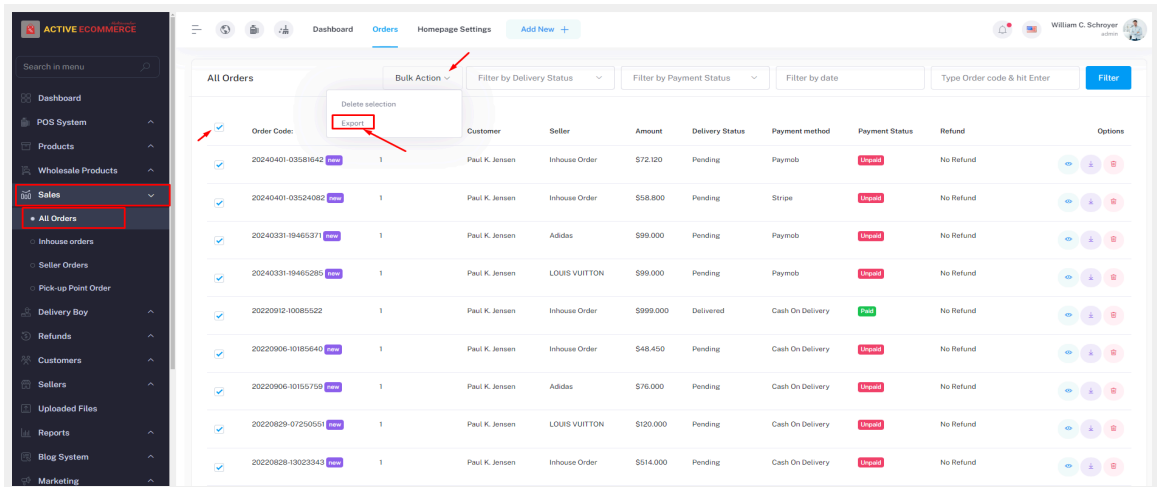 ACTIVE ECOMMERCE
Dashboard Orders Homepage Settings Add New +
William C. Schroyer
admin
Search in menu
Dashboard
POS System
Products
Wholesale Products
Sales
All Orders
Inhouse orders
Seller Orders
Pick-up Point Order
Delivery Boy
Refunds
Customers
Sellers
Uploaded Files
Reports
Blog System
Marketing
All Orders Bulk Action Filter by Delivery Status Filter by Payment Status Filter by date Type Order code & hit Enter Filter
Delete selection
Export
Order Code: Customer Seller Amount Delivery Status Payment method Payment Status Refund Options
20240401-03581642 new 1 Paul K. Jensen Inhouse Order $72.120 Pending Paymob Unpaid No Refund
20240401-03524082 new 1 Paul K. Jensen Inhouse Order $58.800 Pending Stripe Unpaid No Refund
20240331-19465371 new 1 Paul K. Jensen Adidas $99.000 Pending Paymob Unpaid No Refund
20240331-19465285 new 1 Paul K. Jensen LOUIS VUITTON $99.000 Pending Paymob Unpaid No Refund
20220912-10085522 1 Paul K. Jensen Inhouse Order $999.000 Delivered Cash On Delivery Paid No Refund
20220906-10185640 new 1 Paul K. Jensen Inhouse Order $48.450 Pending Cash On Delivery Unpaid No Refund
20220906-10155759 new 1 Paul K. Jensen Adidas $76.000 Pending Cash On Delivery Unpaid No Refund
20220829-07250551 new 1 Paul K. Jensen LOUIS VUITTON $120.000 Pending Cash On Delivery Unpaid No Refund
20220828-13023343 new 1 Paul K. Jensen Inhouse Order $514.000 Pending Cash On Delivery Unpaid No Refund